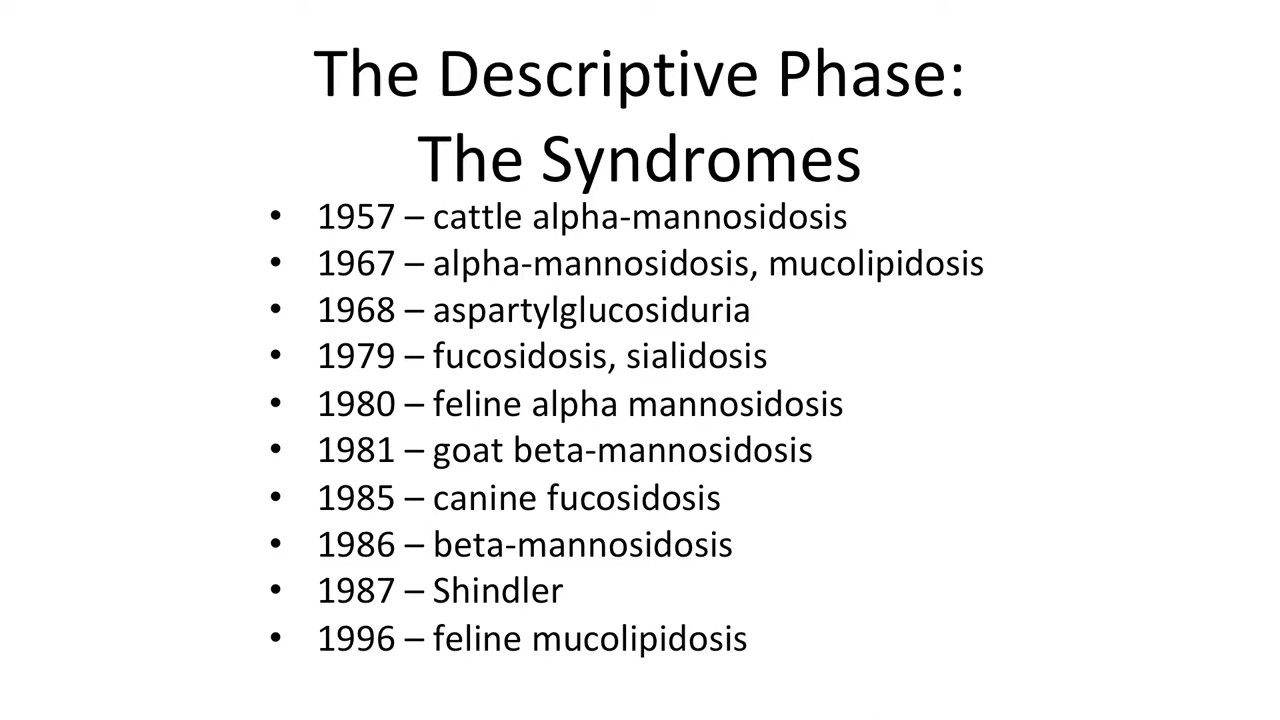 The Descriptive Phase:
The Syndromes
• 1957 – cattle alpha-mannosidosis
• 1967 – alpha-mannosidosis, mucolipidosis
• 1968 – aspartylglucosiduria
• 1979 – fucosidosis, sialidosis
• 1980 – feline alpha mannosidosis
• 1981 – goat beta-mannosidosis
• 1985 – canine fucosidosis
• 1986 – beta-mannosidosis
• 1987 – Shindler
• 1996 – feline mucolipidosis